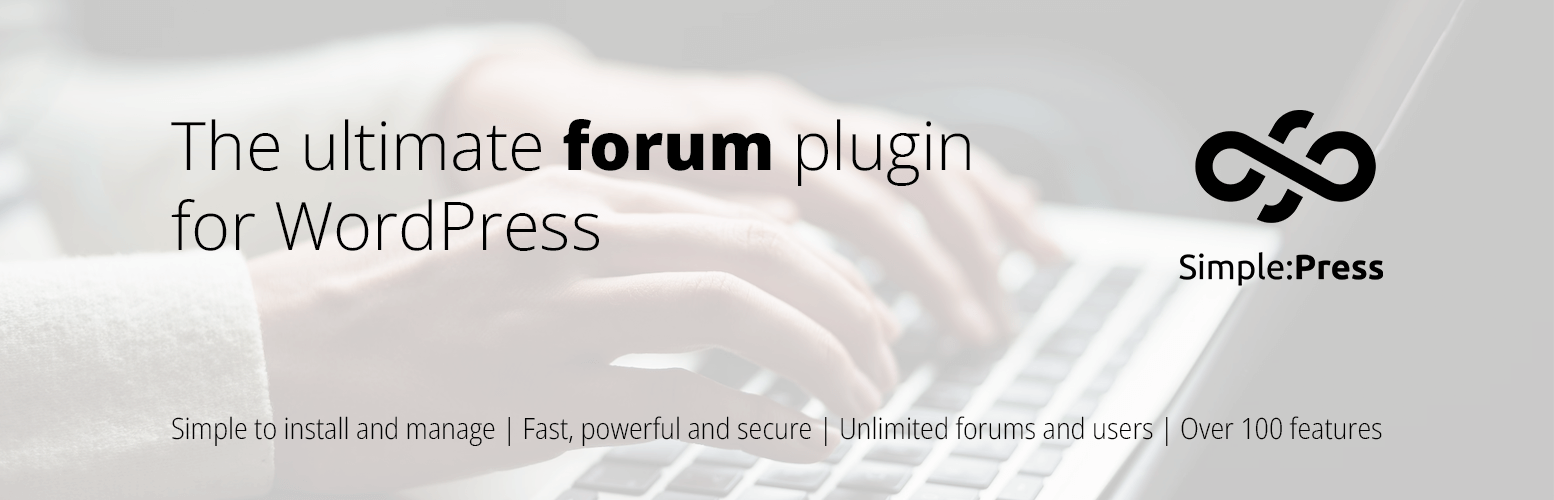 The ultimate forum plugin
for WordPress
Simple:Press
Simple to install and manage | Fast, powerful and secure | Unlimited forums and users | Over 100 features